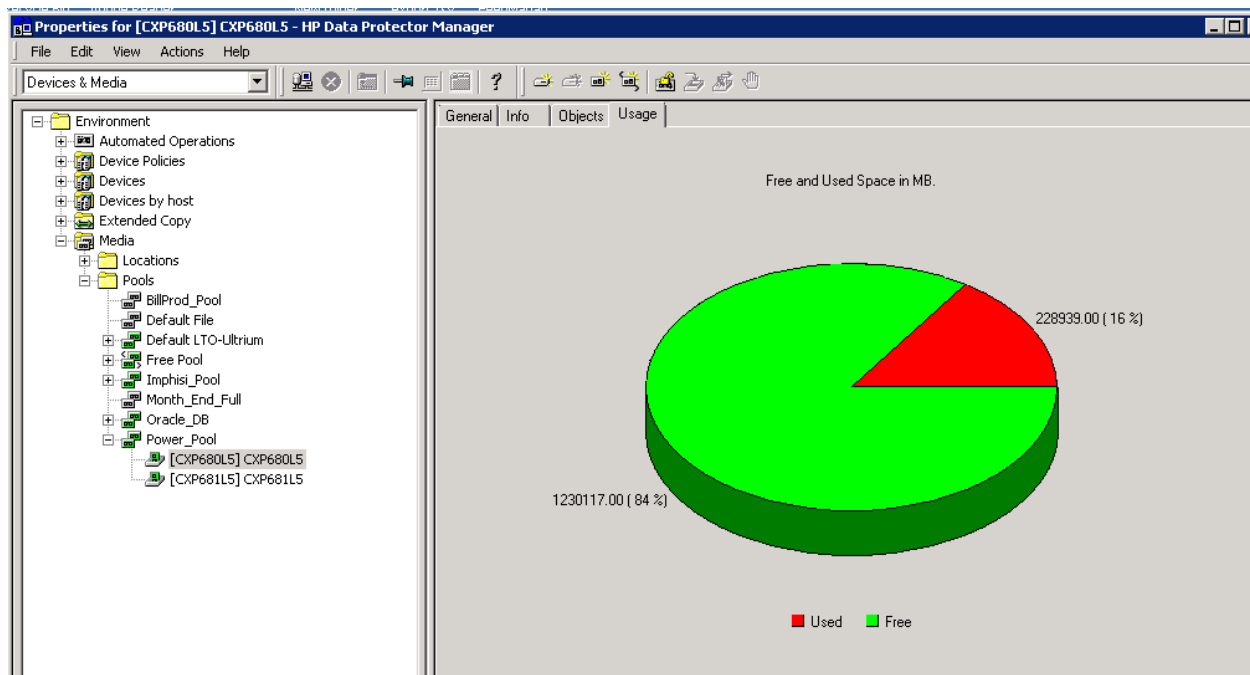 Properties for [CXP680L5] CXP680L5 - HP Data Protector Manager
File Edit View Actions Help
Devices & Media
Environment
Automated Operations
Device Policies
Devices
Devices by host
Extended Copy
Media
Locations
Pools
BillProd_Pool
Default File
Default LTO-Ultrium
Free Pool
Imphisi_Pool
Month_End_Full
Oracle_DB
Power_Pool
[CXP680L5] CXP680L5
[CXP681L5] CXP681L5
General Info Objects Usage
Free and Used Space in MB.
228939.00 ( 16 %)
1230117.00 ( 84 %)
Used Free